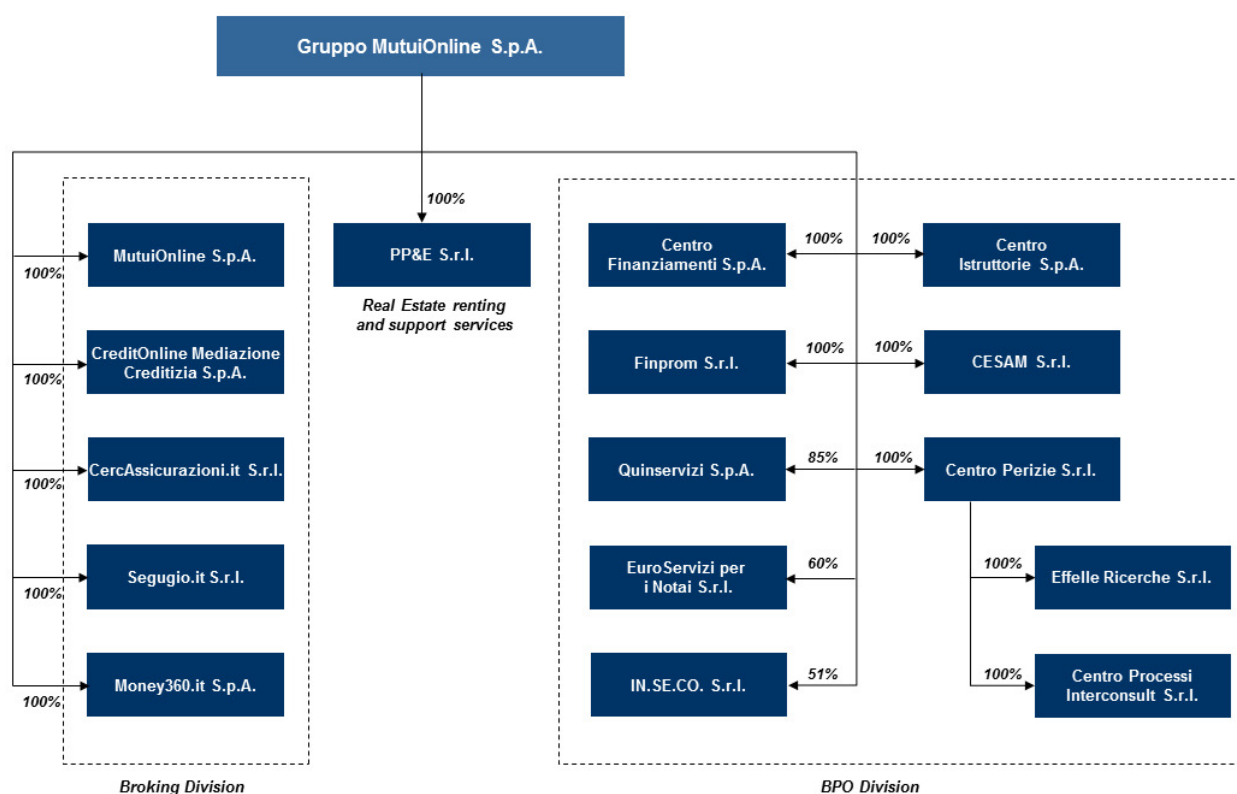 Gruppo MutuiOnline S.p.A.
100%
MutuiOnline S.p.A.
100%
PP&E S.r.l.
Real Estate renting
and support services
Centro
Finanziamenti S.p.A.
100%
100%
Centro
Istruttorie S.p.A.
CreditOnline Mediazione
Creditizia S.p.A.
100%
Finprom S.r.l.
100%
100%
CESAM S.r.l.
CercAssicurazioni.it S.r.l.
100%
Quinservizi S.p.A.
85%
100%
Centro Perizie S.r.l.
Segugio.it S.r.l.
100%
EuroServizi per
i Notai S.r.l.
60%
100%
Effelle Ricerche S.r.l.
Money360.it S.p.A.
100%
IN.SE.CO. S.r.l.
51%
100%
Centro Processi
Interconsult S.r.l.
Broking Division
BPO Division